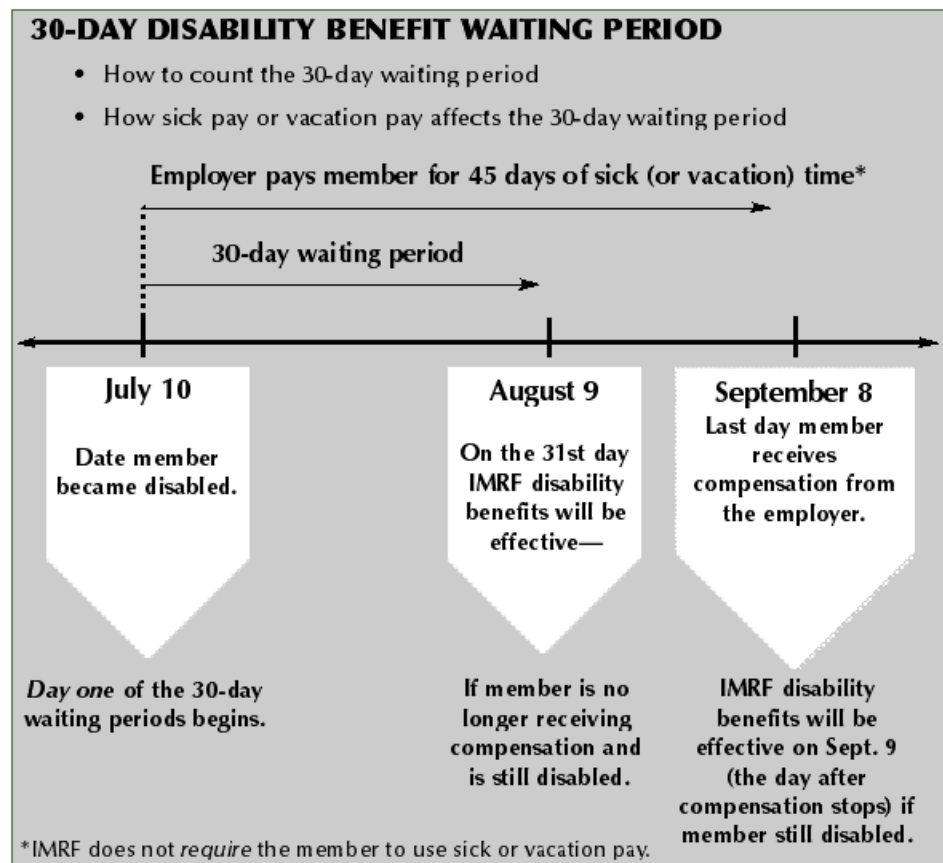 30-DAY DISABILITY BENEFIT WAITING PERIOD
• How to count the 30-day waiting period
• How sick pay or vacation pay affects the 30-day waiting period
Employer pays member for 45 days of sick (or vacation) time*
30-day waiting period
July 10
Date member
became disabled.
Day one of the 30-day
waiting periods begins.
August 9
On the 31st day
IMRF disability
benefits will be
effective—
If member is no
longer receiving
compensation and
is still disabled.
September 8
Last day member
receives
compensation from
the employer.
IMRF disability
benefits will be
effective on Sept. 9
(the day after
compensation stops) if
member still disabled.
*IMRF does not require the member to use sick or vacation pay.